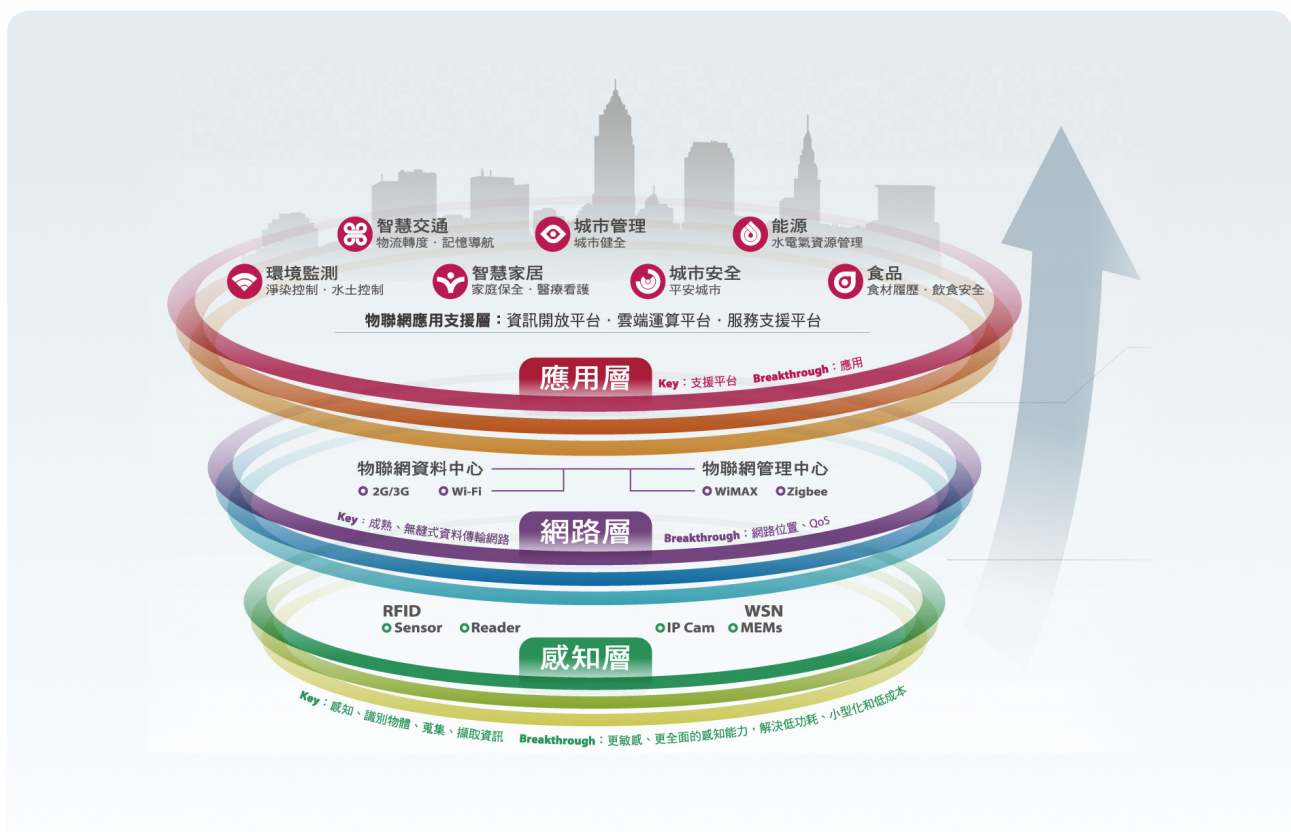 智慧交通
物流轉度・記憶導航
城市管理
城市健全
能源
水電氣資源管理
環境監測
淨染控制・水土控制
智慧家居
家庭保全・醫療看護
城市安全
平安城市
食品
食材履歷・飲食安全
物聯網應用支援層：資訊開放平台・雲端運算平台・服務支援平台
應用層
Key：支援平台 Breakthrough：應用
物聯網資料中心
2G/3G Wi-Fi
物聯網管理中心
WiMAX Zigbee
Key：成熟、無縫式資料傳輸網路
網路層
Breakthrough：網路位置、QoS
RFID
Sensor Reader
WSN
IP Cam MEMs
感知層
Key：感知、識別物體、蒐集、擷取資訊
Breakthrough：更敏感、更全面的感知能力，解決低功耗、小型化和低成本